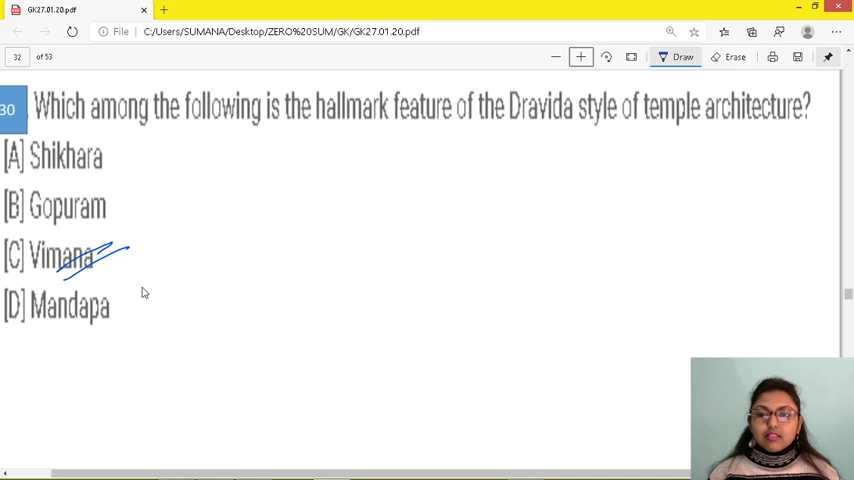 GK27.01.20.pdf
File
C:/Users/SUMANA/Desktop/ZERO%20SUM/GK/GK27.01.20.pdf
32 of 53
Draw
Erase
30 . Which among the following is the hallmark feature of the Dravida style of temple architecture?
[A] Shikhara
[B] Gopuram
[C] Vimana
[D] Mandapa